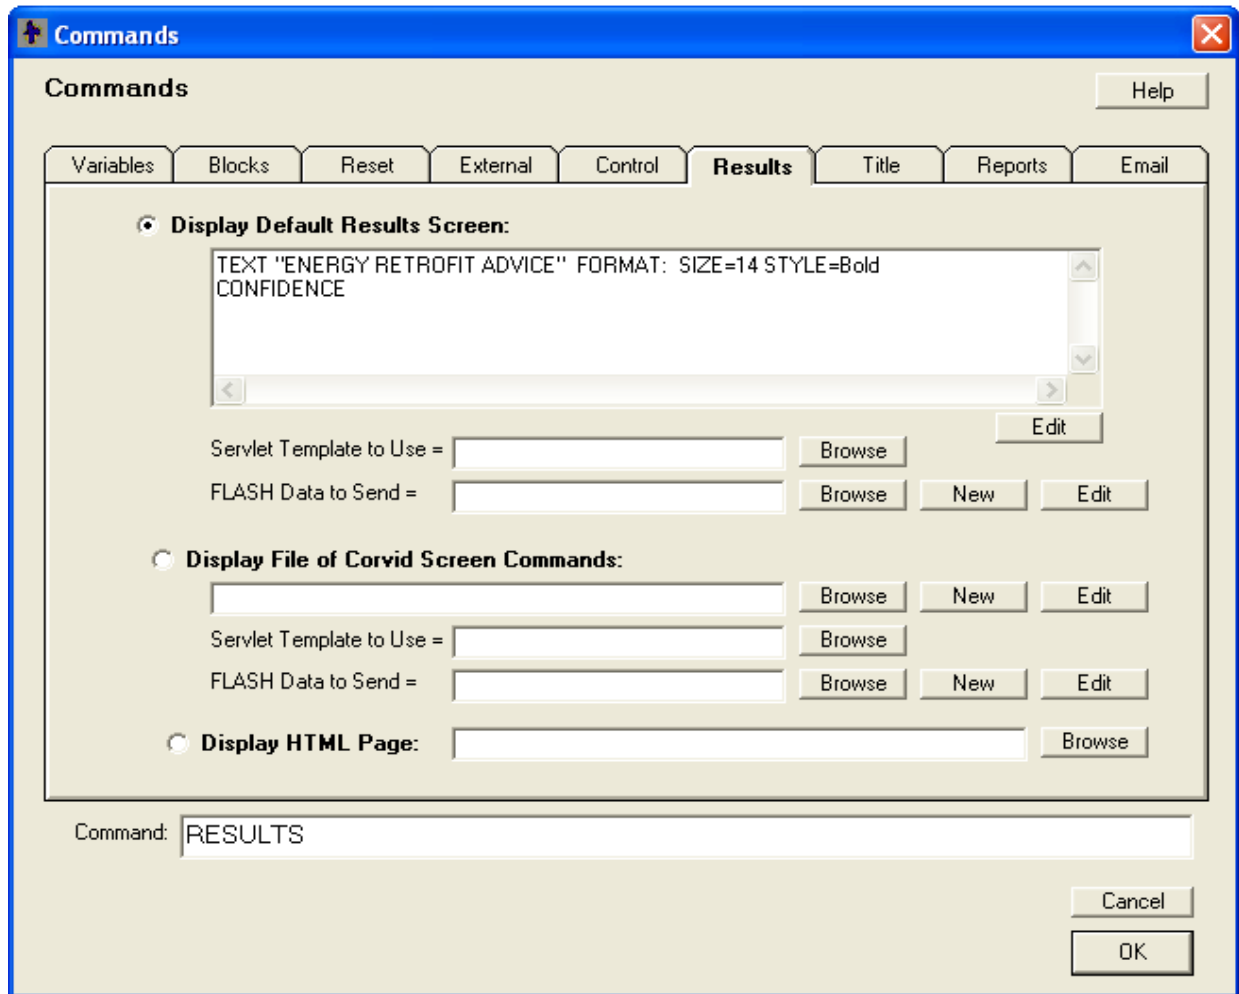 Commands
Commands
Help
Variables Blocks Reset External Control Results Title Reports Email
Display Default Results Screen:
TEXT "ENERGY RETROFIT ADVICE" FORMAT: SIZE=14 STYLE=Bold
CONFIDENCE
Edit
Servlet Template to Use = Browse
FLASH Data to Send = Browse New Edit
Display File of Corvid Screen Commands:
Browse New Edit
Servlet Template to Use = Browse
FLASH Data to Send = Browse New Edit
Display HTML Page: Browse
Command: RESULTS
Cancel
OK